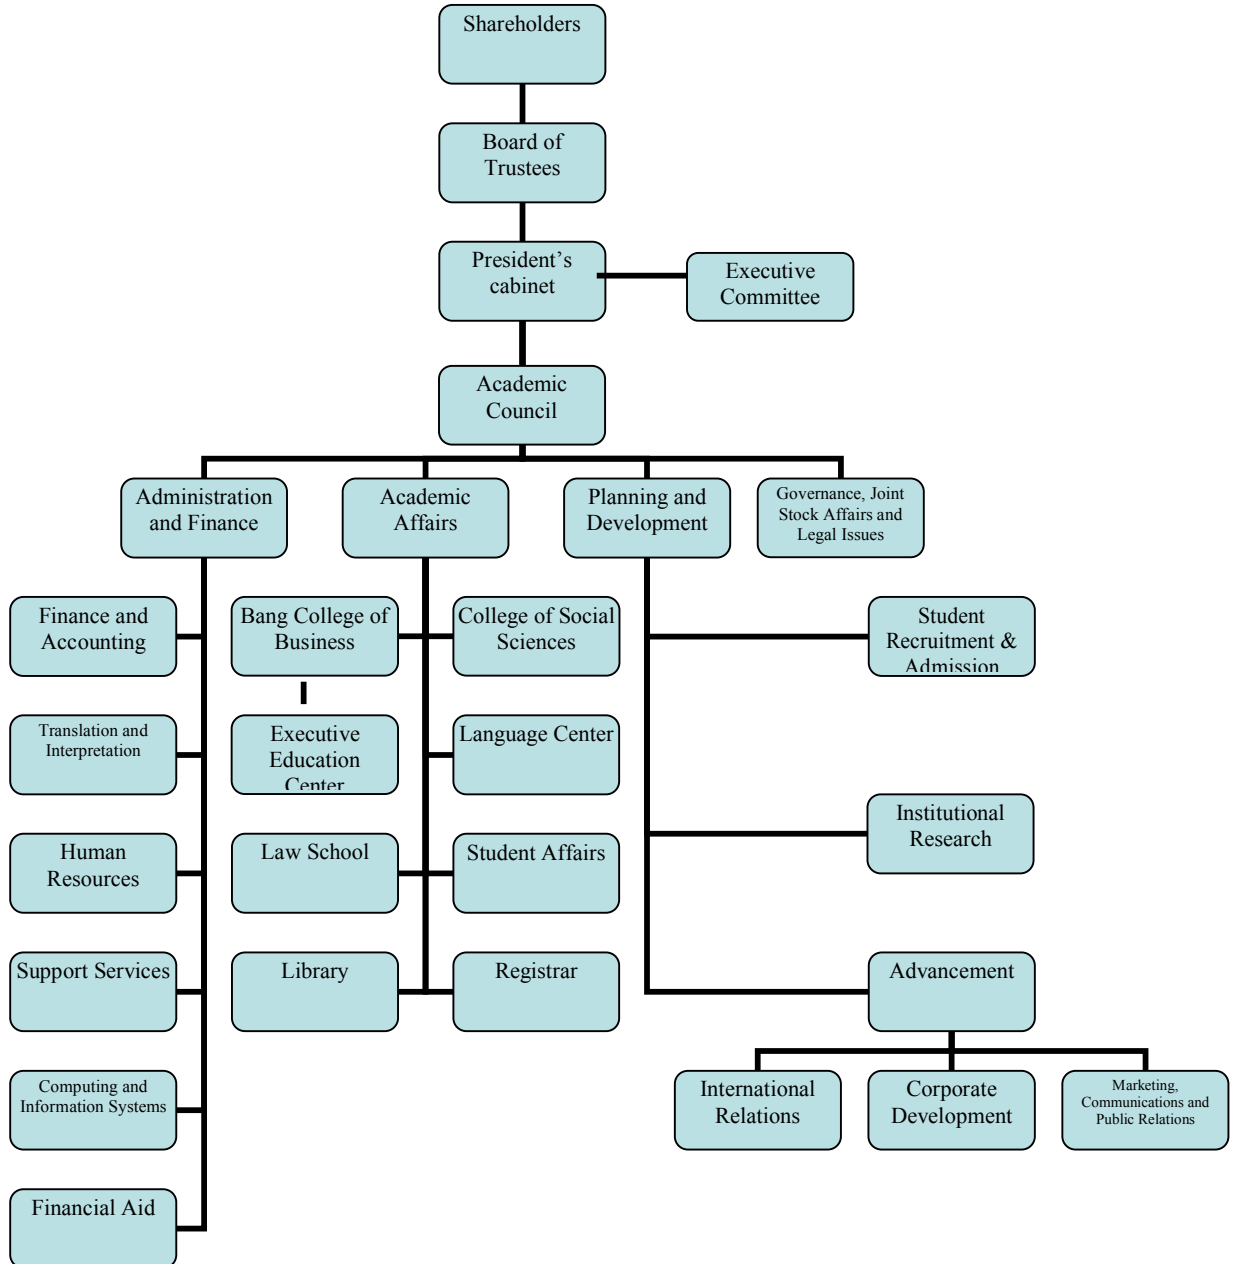 Shareholders
Board of
Trustees
President’s
cabinet
Executive
Committee
Academic
Council
Administration
and Finance
Academic
Affairs
Planning and
Development
Governance, Joint
Stock Affairs and
Legal Issues
Finance and
Accounting
Bang College of
Business
College of Social
Sciences
Student
Recruitment &
Admission
Translation and
Interpretation
Executive
Education
Center
Language Center
Institutional
Research
Human
Resources
Law School
Student Affairs
Support Services
Library
Registrar
Advancement
Computing and
Information Systems
International
Relations
Corporate
Development
Marketing,
Communications and
Public Relations
Financial Aid